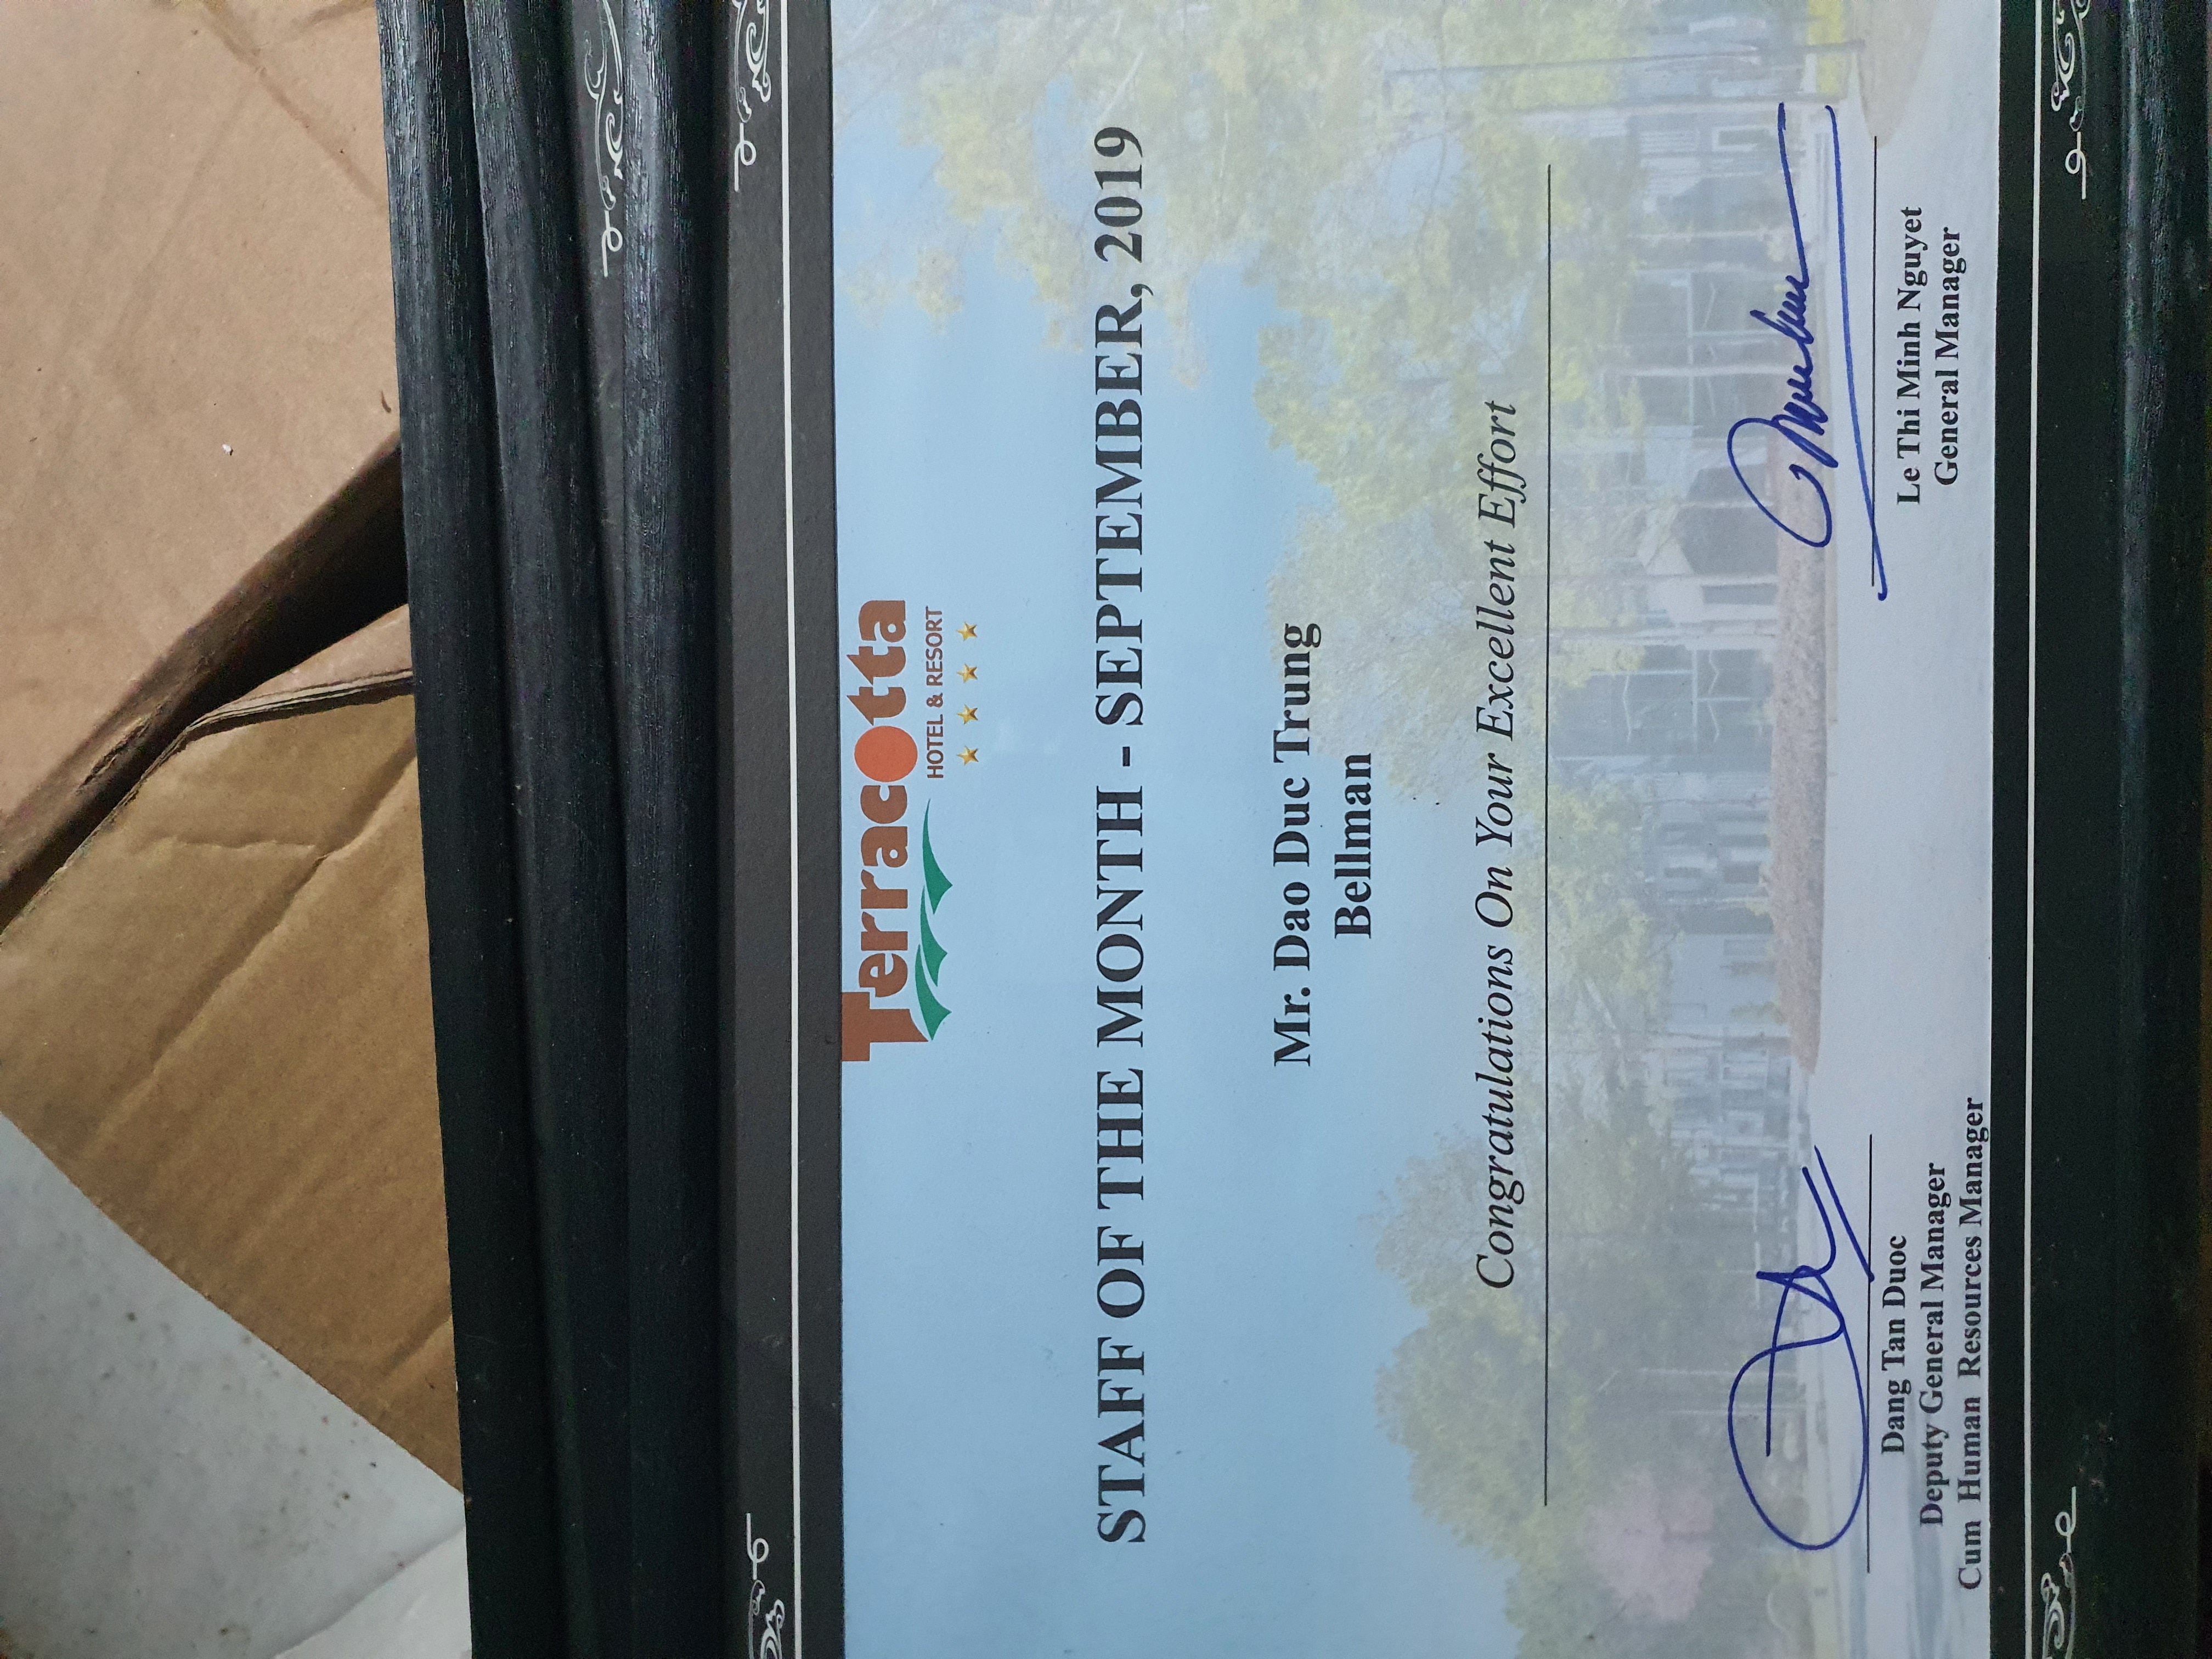 Terracotta
HOTEL & RESORT
STAFF OF THE MONTH - SEPTEMBER, 2019
Mr. Dao Duc Trung
Bellman
Congratulations On Your Excellent Effort
Dang Tan Duoc
Deputy General Manager
Cum Human Resources Manager
Le Thi Minh Nguyet
General Manager